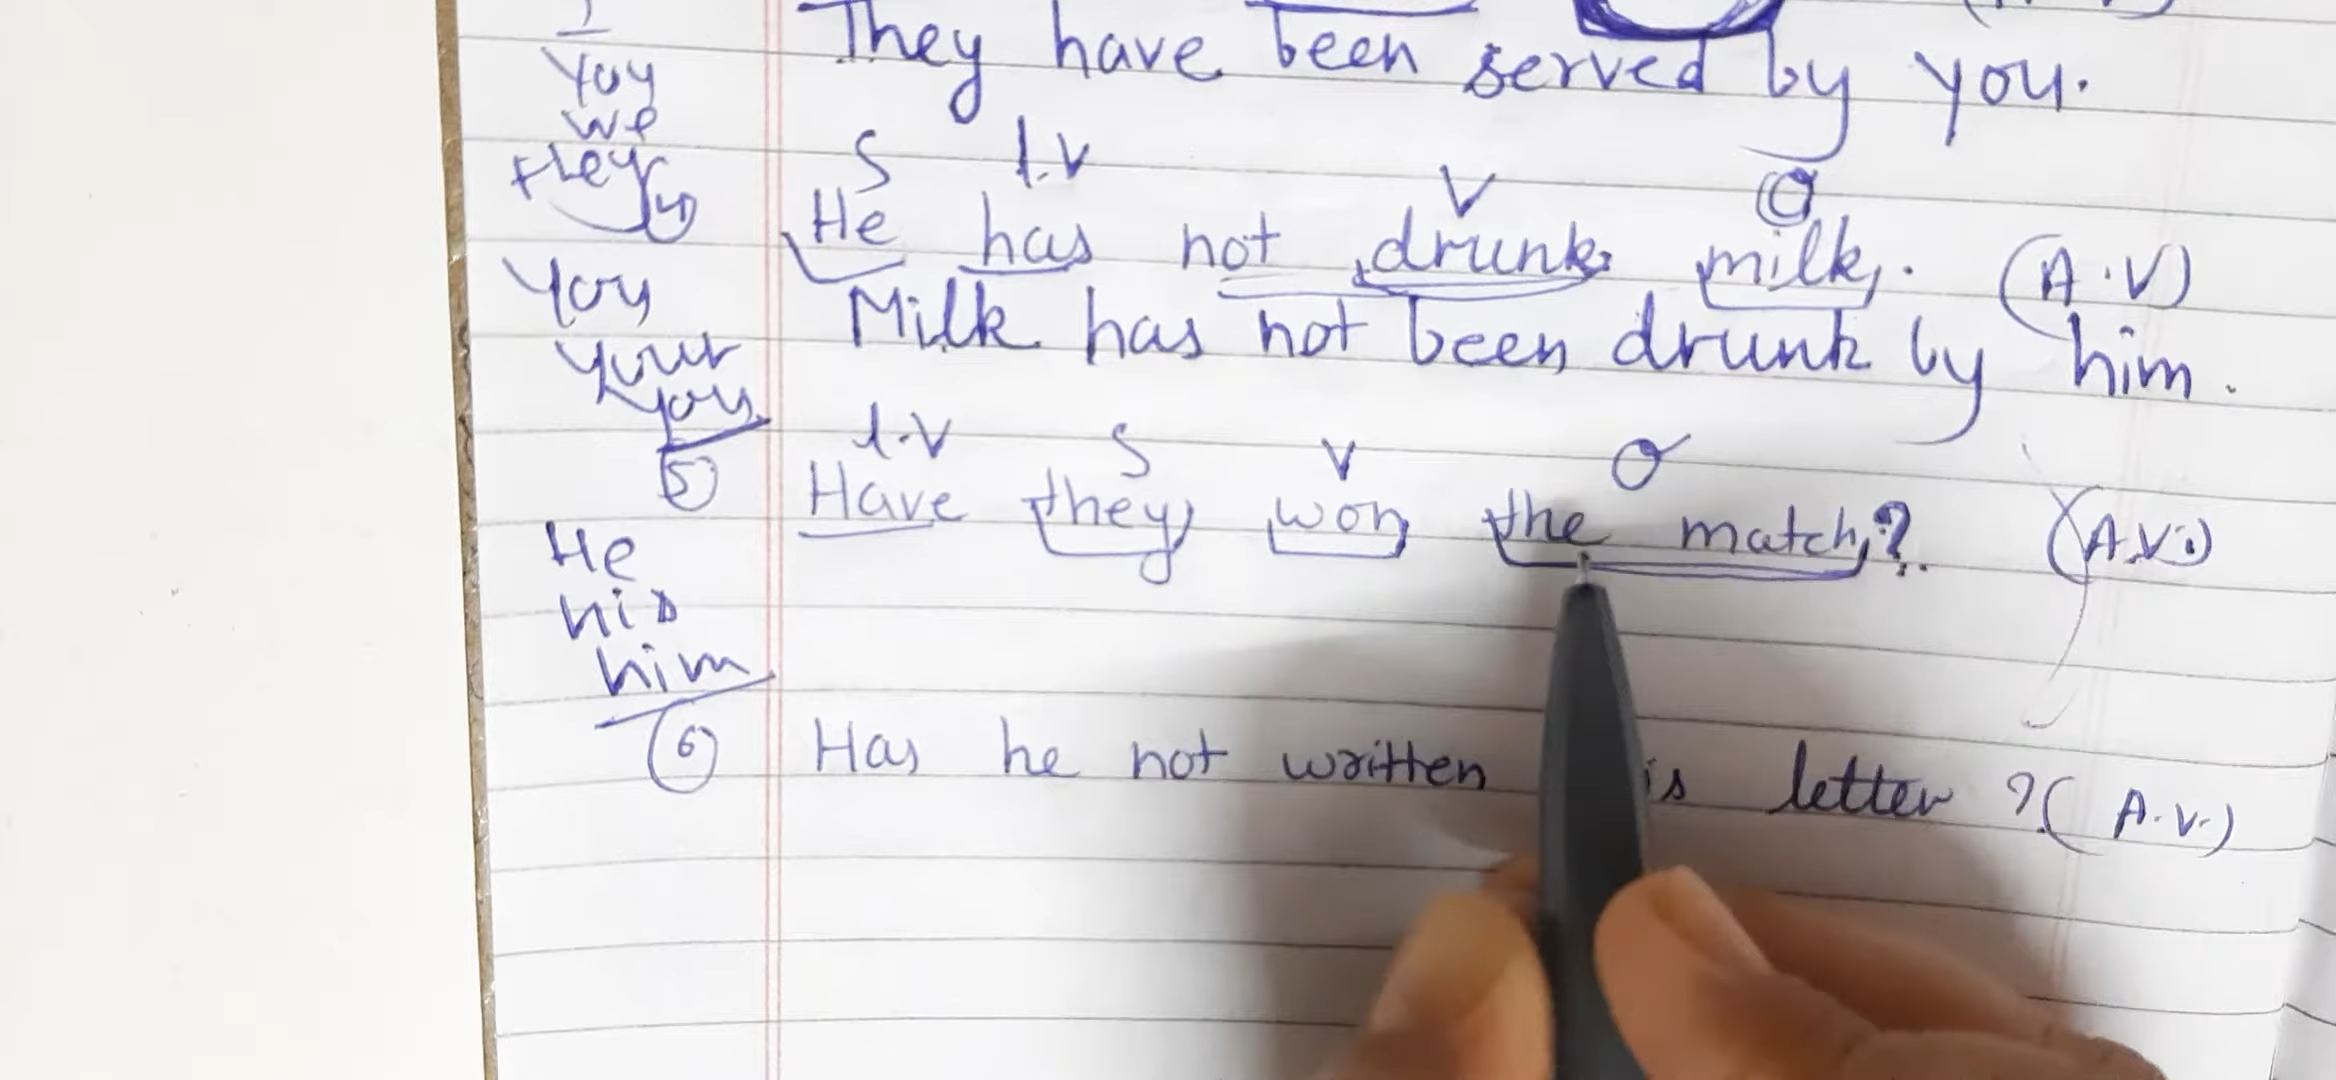 They have been served by you.
You
we
they
S H.V V O
(4) He has not drunk milk. (A.V)
You Milk has not been drunk by him.
your
you
H.V S V O
(5) Have they won the match? (A.V.)
He
his
him
(6) Has he not written is letter ? (A.V.)